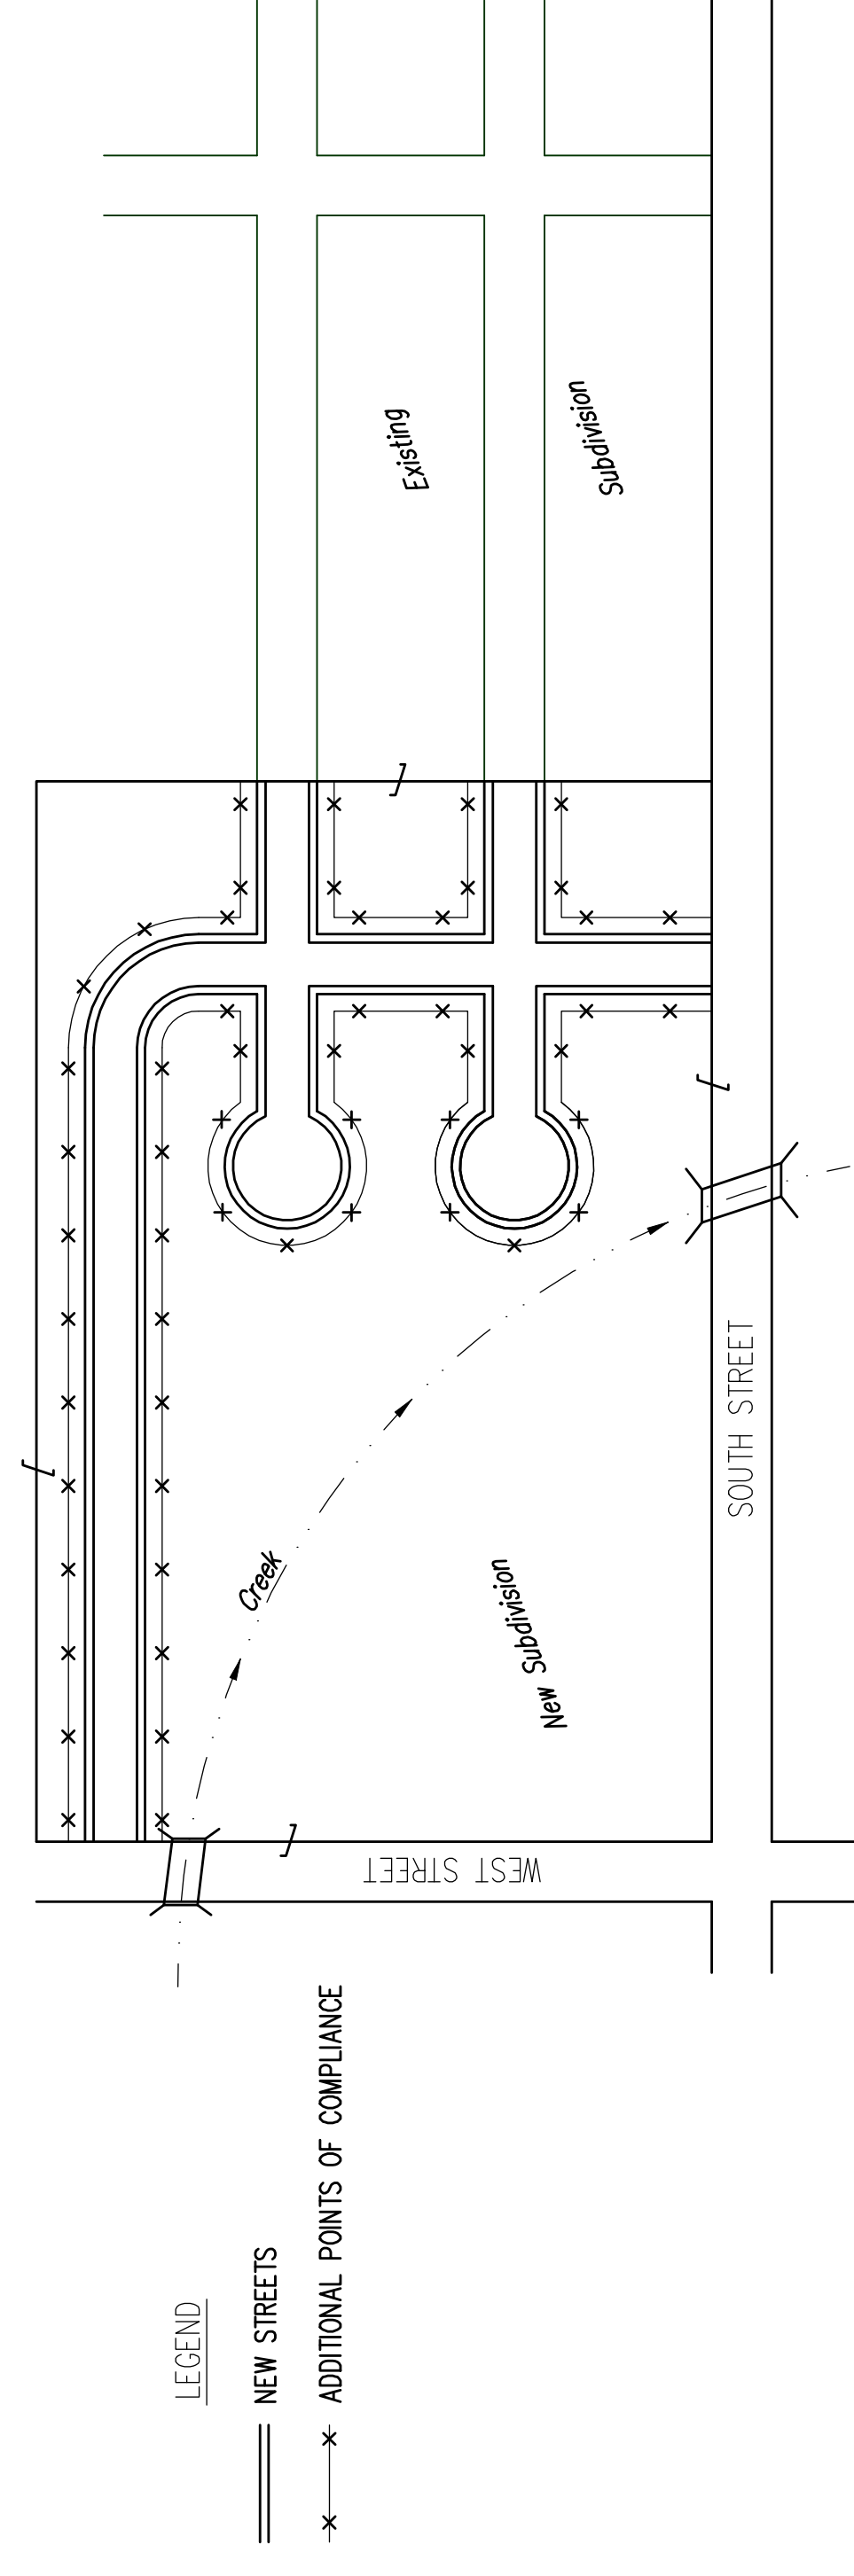 Existing
Subdivision
Creek
New Subdivision
SOUTH STREET
WEST STREET
LEGEND
NEW STREETS
ADDITIONAL POINTS OF COMPLIANCE